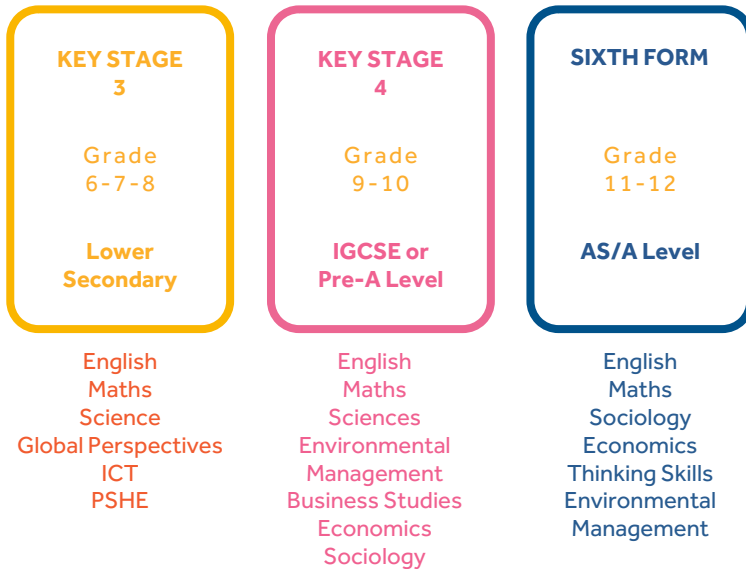 KEY STAGE
3
Grade
6-7-8
Lower
Secondary
English
Maths
Science
Global Perspectives
ICT
PSHE
KEY STAGE
4
Grade
9-10
IGCSE or
Pre-A Level
English
Maths
Sciences
Environmental
Management
Business Studies
Economics
Sociology
SIXTH FORM
Grade
11-12
AS/A Level
English
Maths
Sociology
Economics
Thinking Skills
Environmental
Management